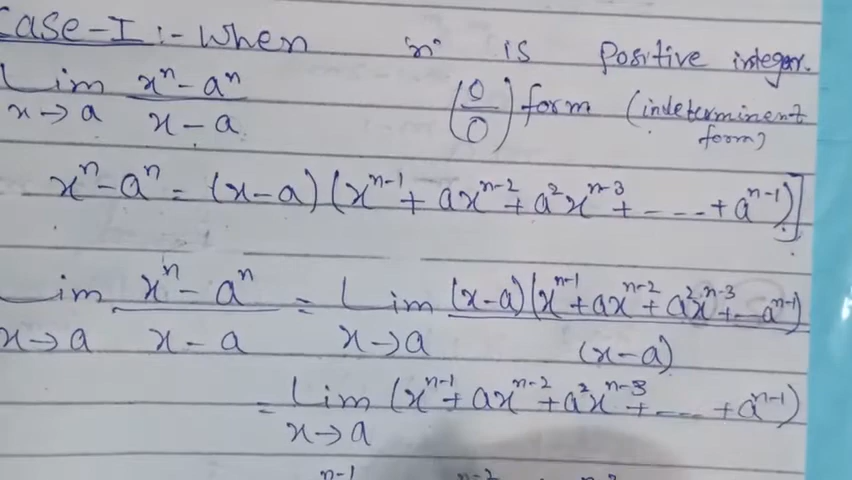 Case-I :- When 'n' is Positive integer.
Lim x→a (xⁿ - aⁿ)/(x - a) (0/0) form (indeterminent form)
xⁿ - aⁿ = (x-a)(xⁿ⁻¹ + axⁿ⁻² + a²xⁿ⁻³ + ---- + aⁿ⁻¹)]
Lim x→a (xⁿ - aⁿ)/(x - a) = Lim x→a (x-a)(xⁿ⁻¹ + axⁿ⁻² + a²xⁿ⁻³ + --- aⁿ⁻¹)/(x-a)
= Lim x→a (xⁿ⁻¹ + axⁿ⁻² + a²xⁿ⁻³ + ---- + aⁿ⁻¹)